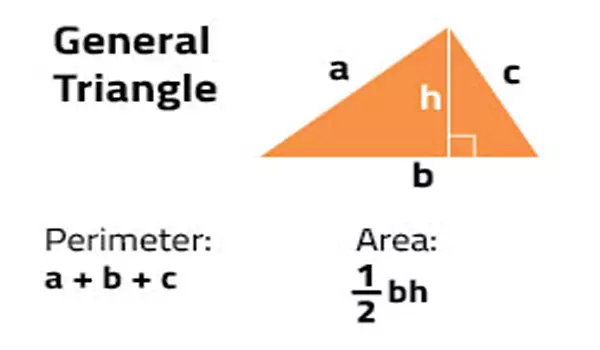 General
Triangle
a
c
h
b
Perimeter:
a + b + c
Area:
1/2 bh